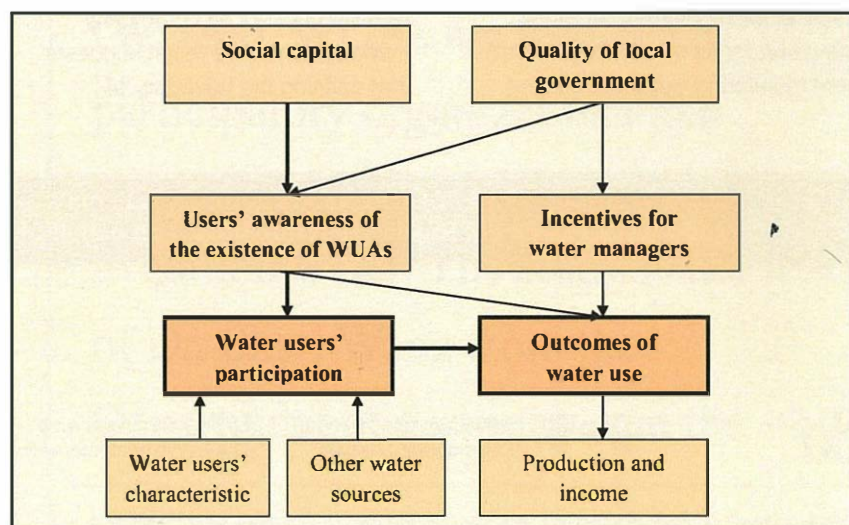 Social capital
Quality of local
government
Users' awareness of
the existence of WUAs
Incentives for
water managers
Water users'
participation
Outcomes of
water use
Water users'
characteristic
Other water
sources
Production and
income